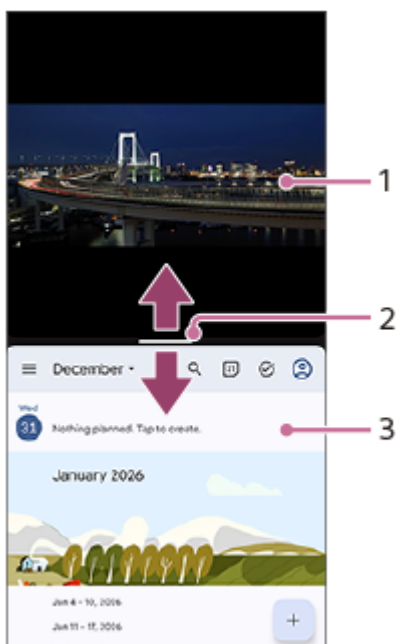 1
2
December
31
Wed
31
Nothing planned. Tap to create.
3
January 2026
Jan 4 - 10, 2026
Jan 11 - 17, 2026
+